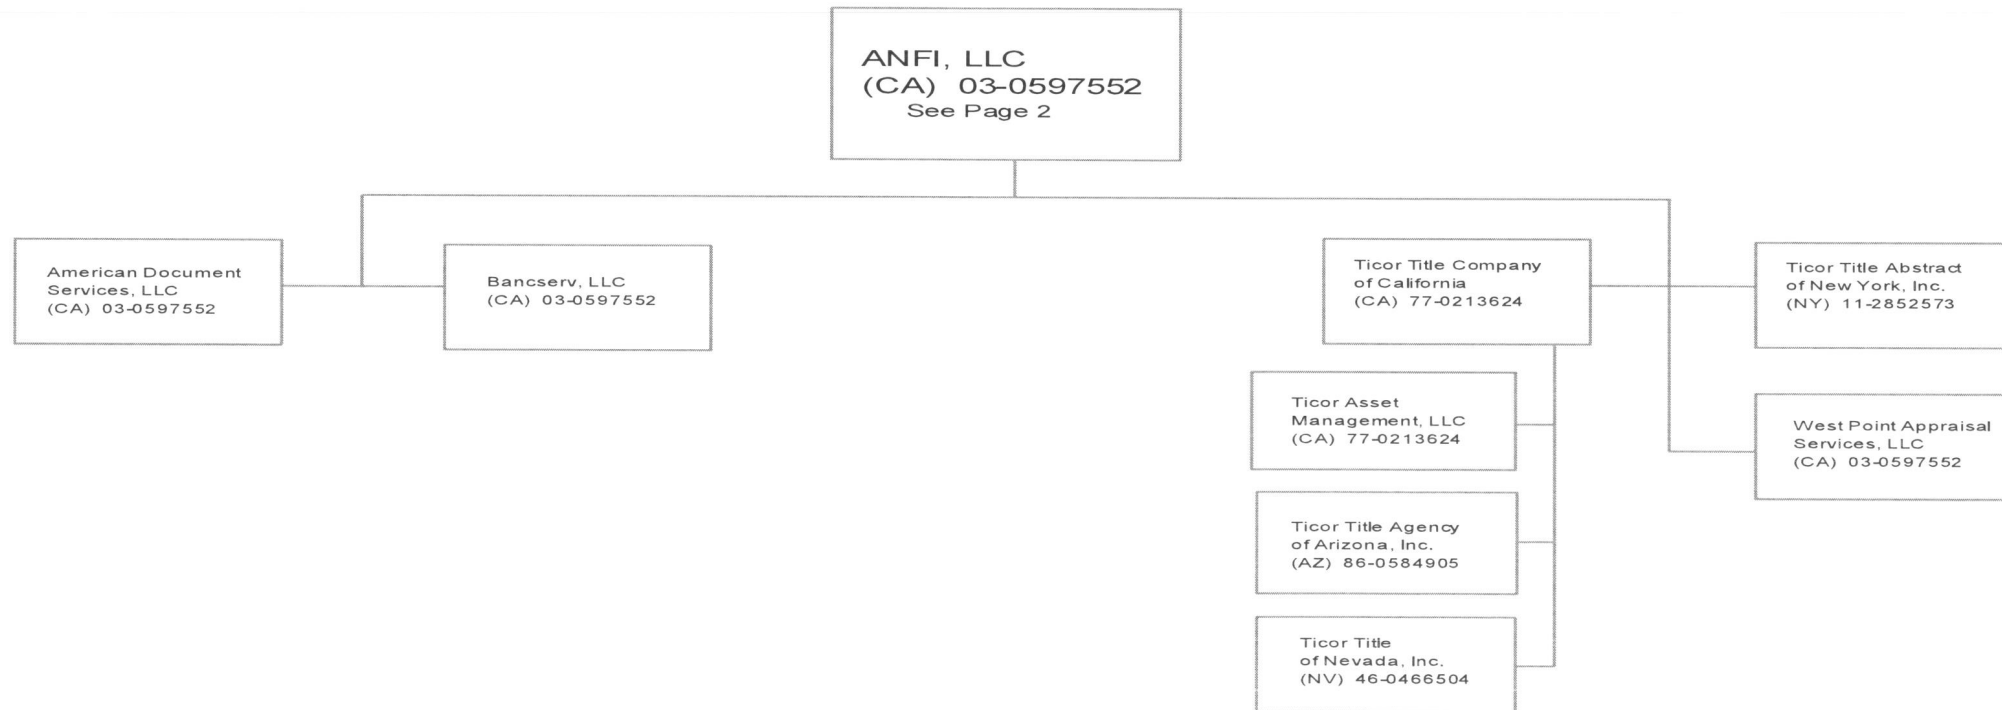 ANFI, LLC
(CA) 03-0597552
See Page 2
American Document
Services, LLC
(CA) 03-0597552
Bancserv, LLC
(CA) 03-0597552
Ticor Title Company
of California
(CA) 77-0213624
Ticor Title Abstract
of New York, Inc.
(NY) 11-2852573
Ticor Asset
Management, LLC
(CA) 77-0213624
West Point Appraisal
Services, LLC
(CA) 03-0597552
Ticor Title Agency
of Arizona, Inc.
(AZ) 86-0584905
Ticor Title
of Nevada, Inc.
(NV) 46-0466504